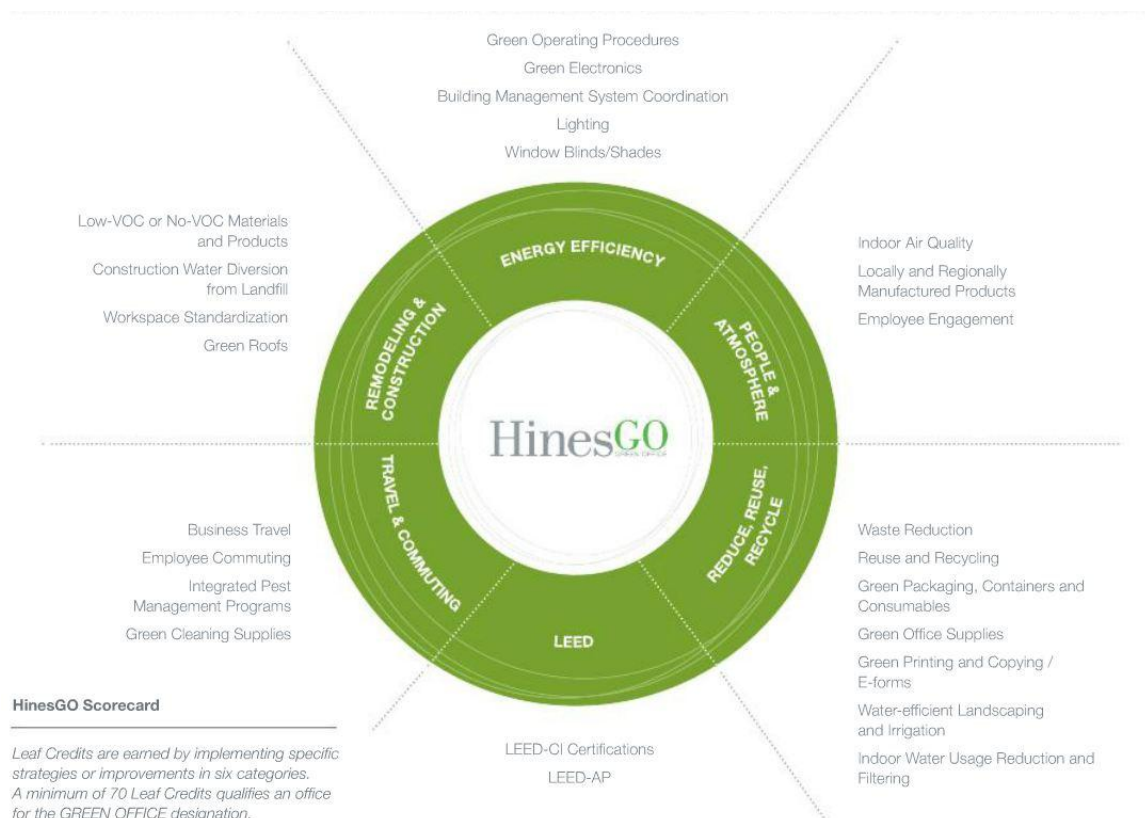 Green Operating Procedures
Green Electronics
Building Management System Coordination
Lighting
Window Blinds/Shades
Low-VOC or No-VOC Materials
and Products
Construction Water Diversion
from Landfill
Workspace Standardization
Green Roofs
ENERGY EFFICIENCY
REMODELING &
CONSTRUCTION
PEOPLE &
ATMOSPHERE
Indoor Air Quality
Locally and Regionally
Manufactured Products
Employee Engagement
HinesGO
GREEN OFFICE
TRAVEL & COMMUTING
REDUCE, REUSE,
RECYCLE
LEED
Business Travel
Employee Commuting
Integrated Pest
Management Programs
Green Cleaning Supplies
Waste Reduction
Reuse and Recycling
Green Packaging, Containers and
Consumables
Green Office Supplies
Green Printing and Copying /
E-forms
Water-efficient Landscaping
and Irrigation
Indoor Water Usage Reduction and
Filtering
LEED-CI Certifications
LEED-AP
HinesGO Scorecard
Leaf Credits are earned by implementing specific
strategies or improvements in six categories.
A minimum of 70 Leaf Credits qualifies an office
for the GREEN OFFICE designation.